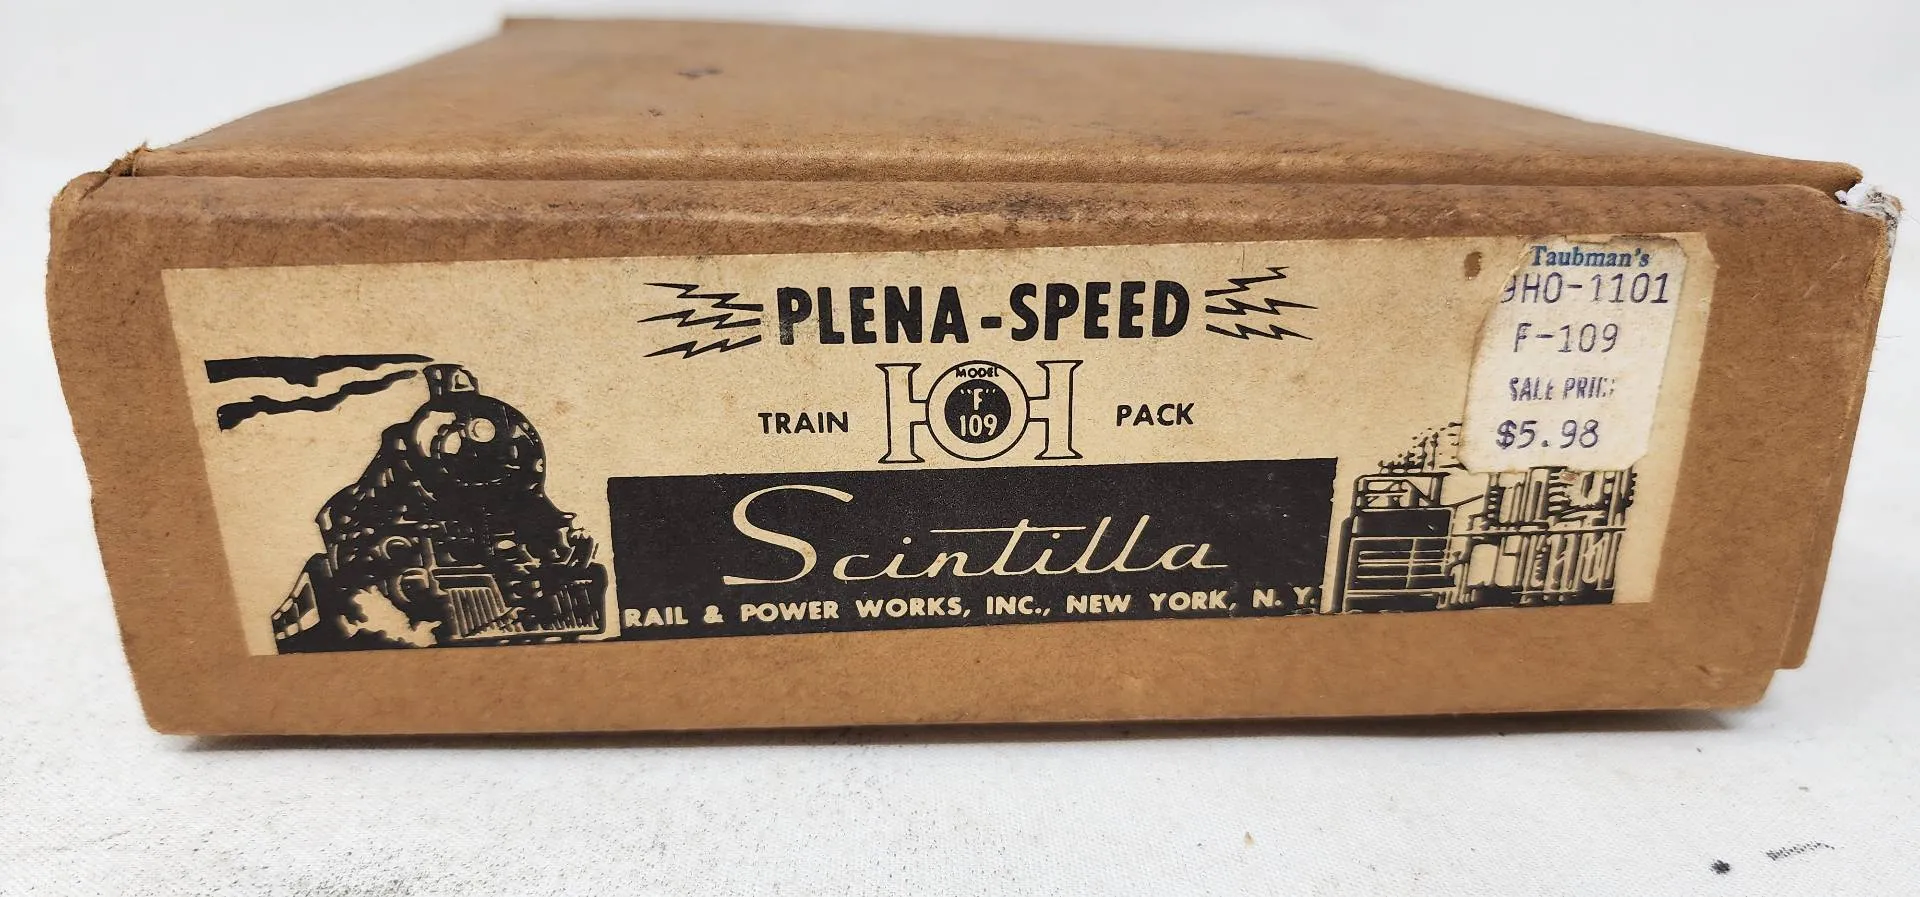 PLENA-SPEED
TRAIN HO PACK
MODEL
"F"
109
Scintilla
RAIL & POWER WORKS, INC., NEW YORK, N. Y.
Taubman's
9HO-1101
F-109
SALE PRICE
$5.98